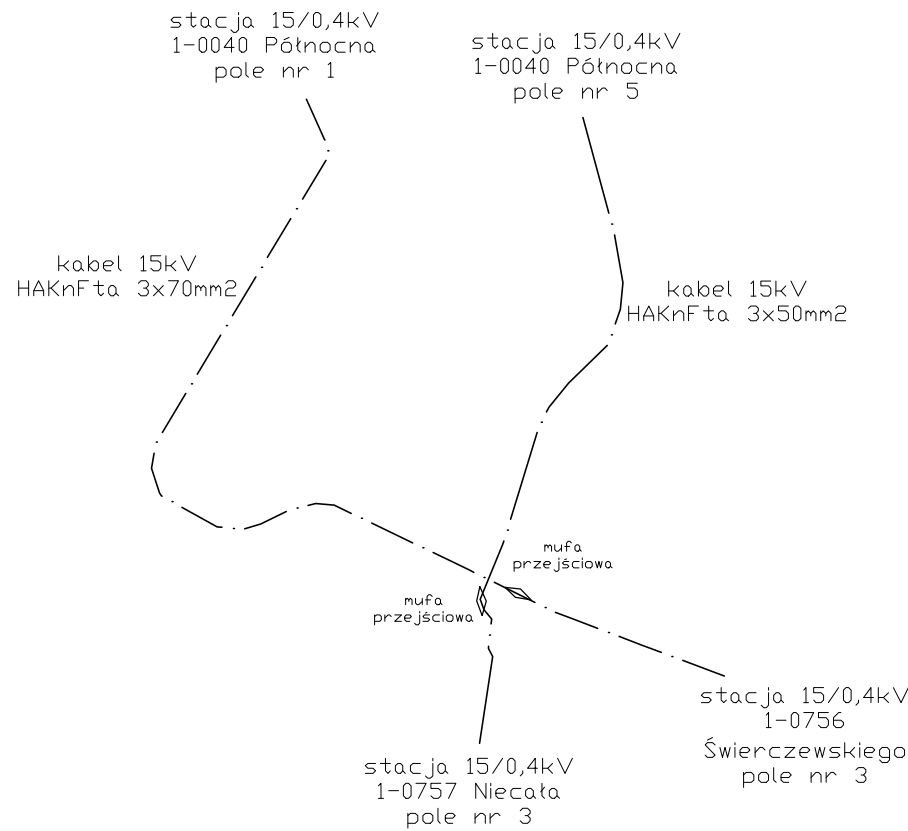 stacja 15/0,4kV
1-0040 Północna
pole nr 1
stacja 15/0,4kV
1-0040 Północna
pole nr 5
kabel 15kV
HAKnFta 3x70mm2
kabel 15kV
HAKnFta 3x50mm2
mufa
przejściowa
mufa
przejściowa
stacja 15/0,4kV
1-0756
Świerczewskiego
pole nr 3
stacja 15/0,4kV
1-0757 Niecała
pole nr 3